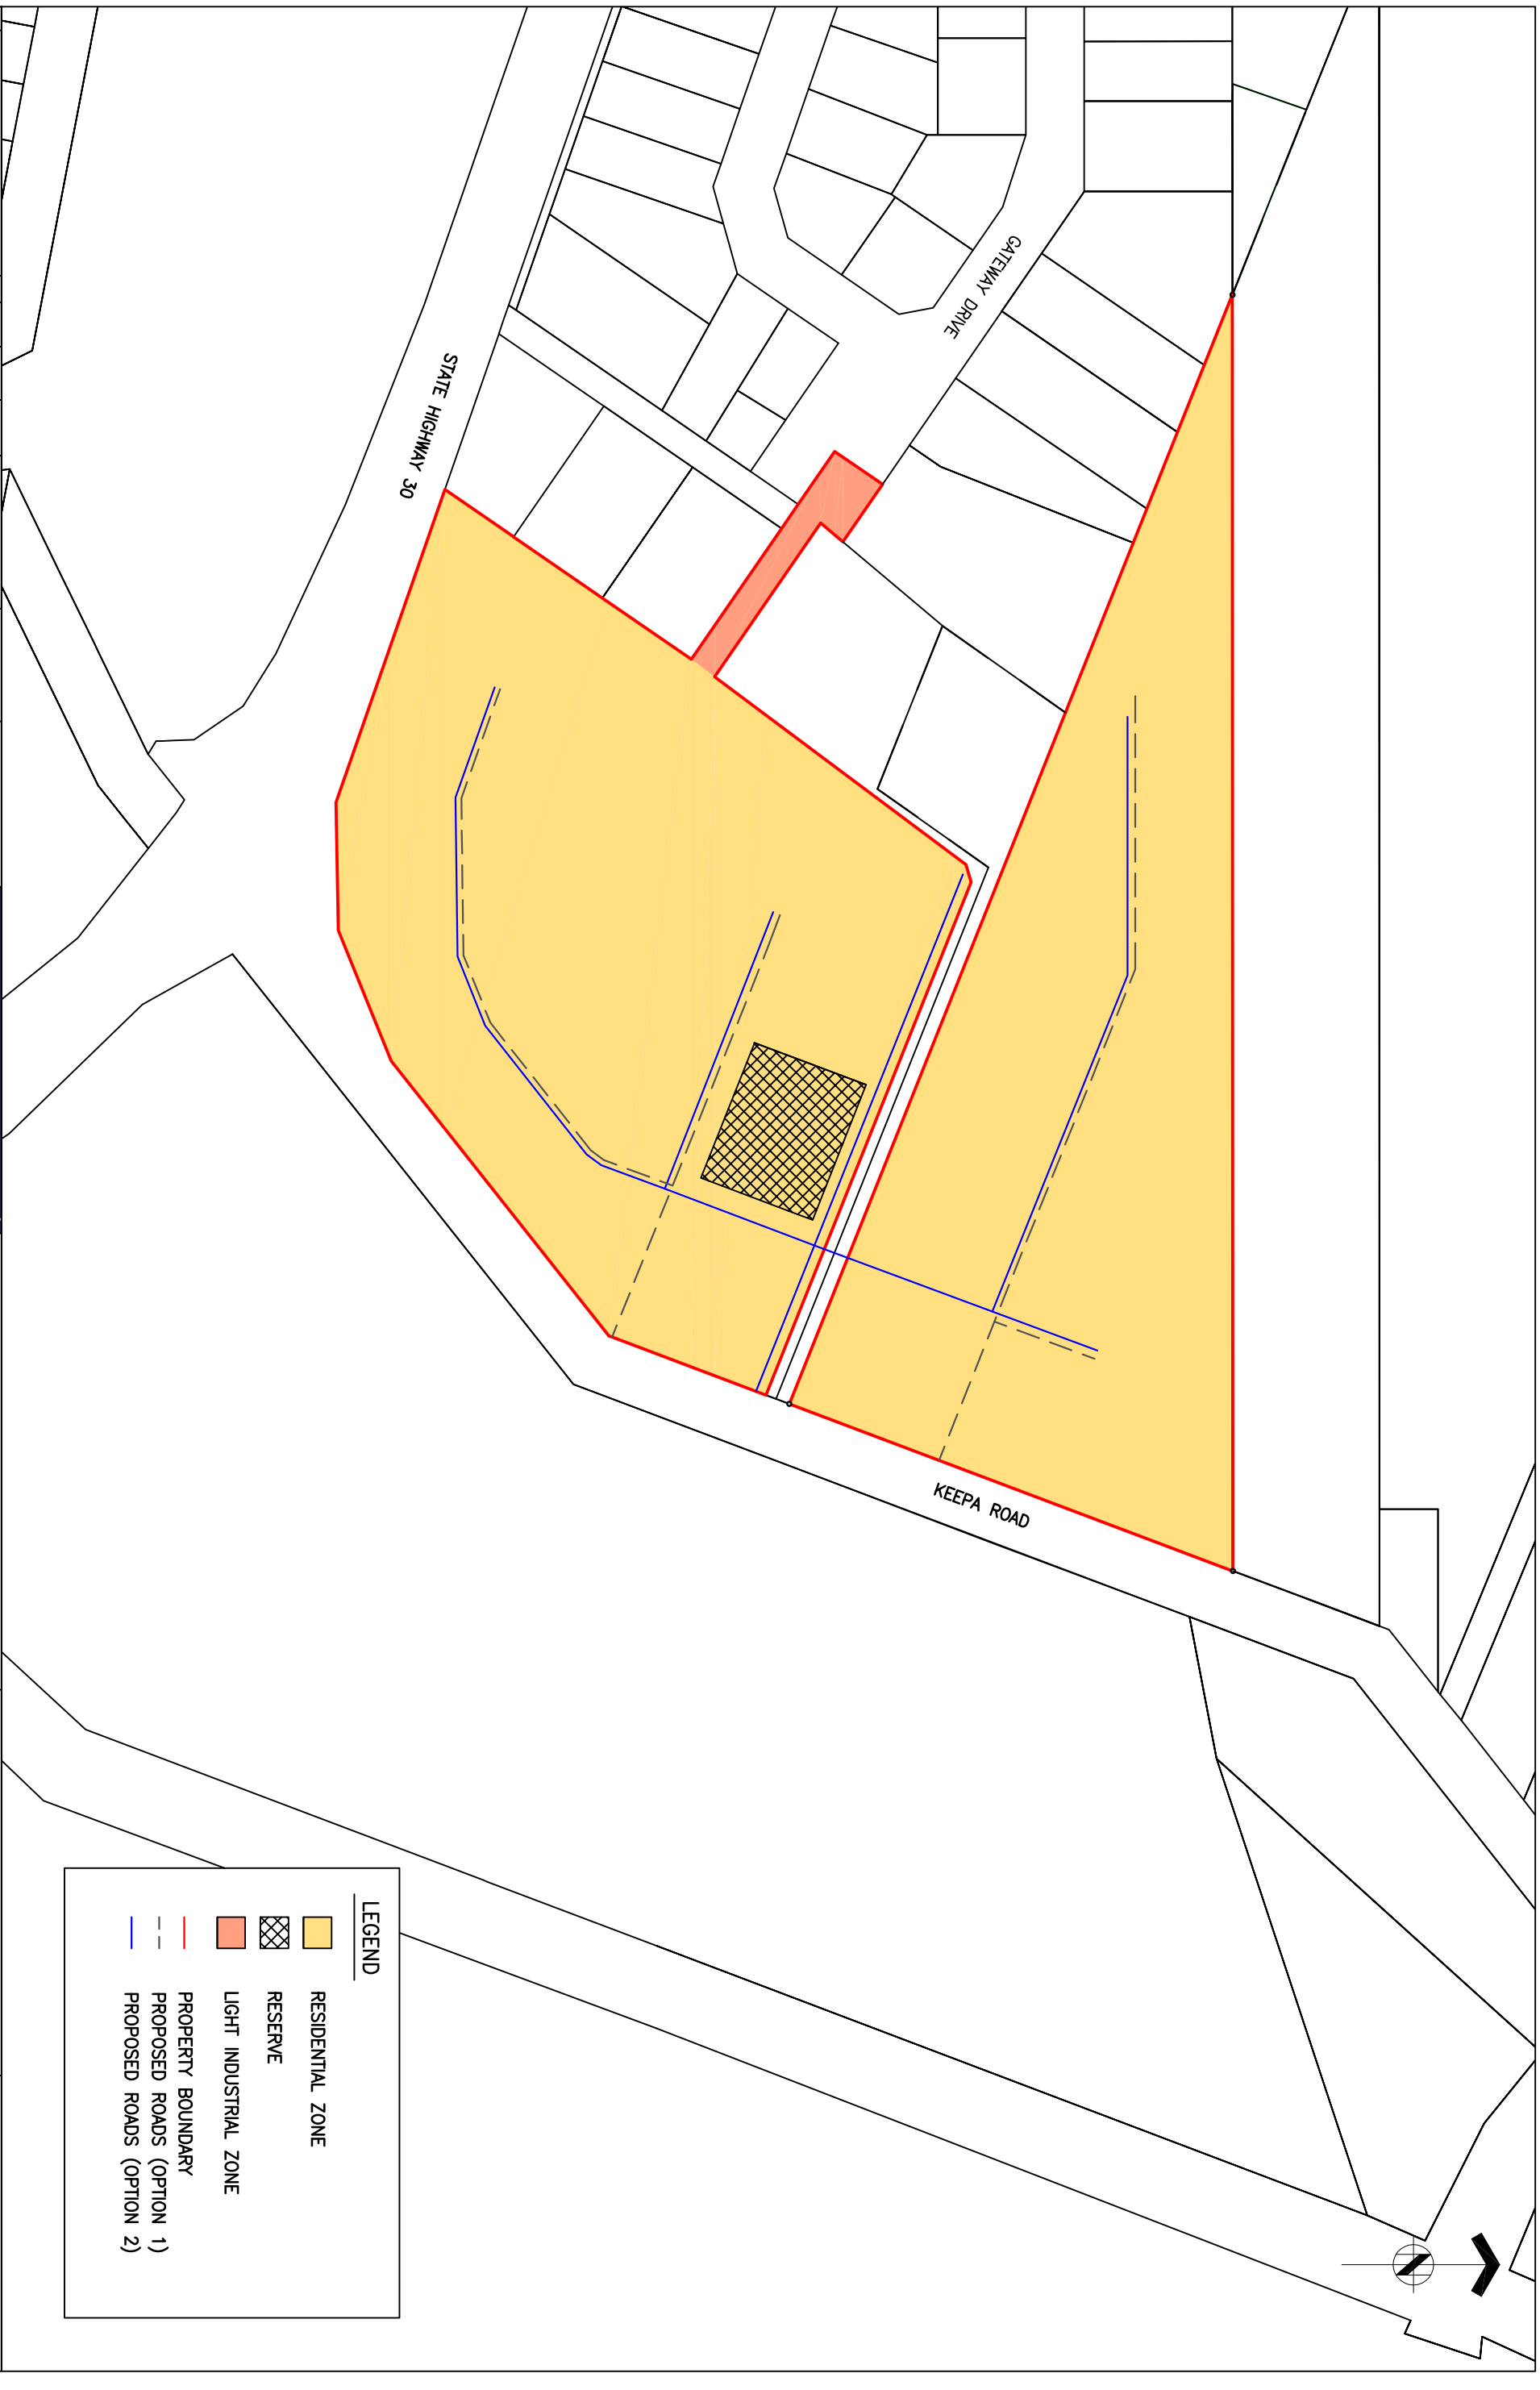 GATEWAY DRIVE
STATE HIGHWAY 30
KEEPA ROAD
LEGEND
RESIDENTIAL ZONE
RESERVE
LIGHT INDUSTRIAL ZONE
PROPERTY BOUNDARY
PROPOSED ROADS (OPTION 1)
PROPOSED ROADS (OPTION 2)